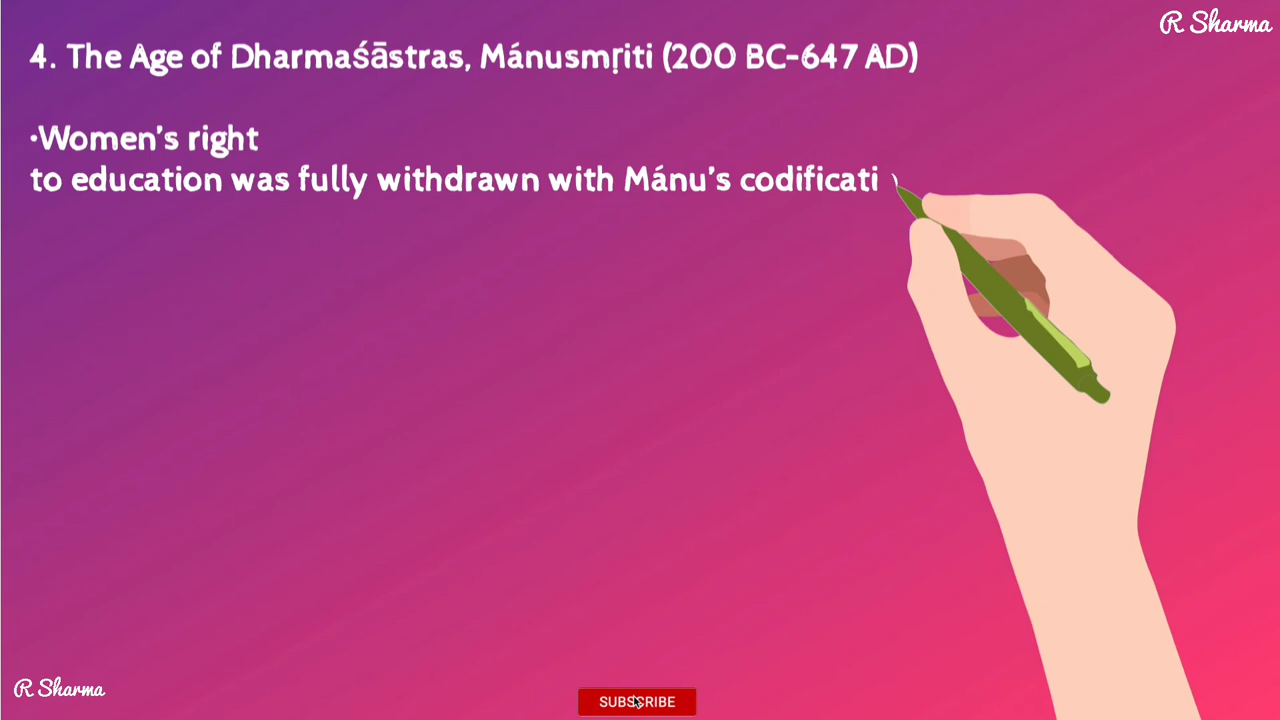 R Sharma
4. The Age of Dharmaśāstras, Mánusmṛiti (200 BC-647 AD)
•Women's right
to education was fully withdrawn with Mánu's codificati
R Sharma
SUBSCRIBE